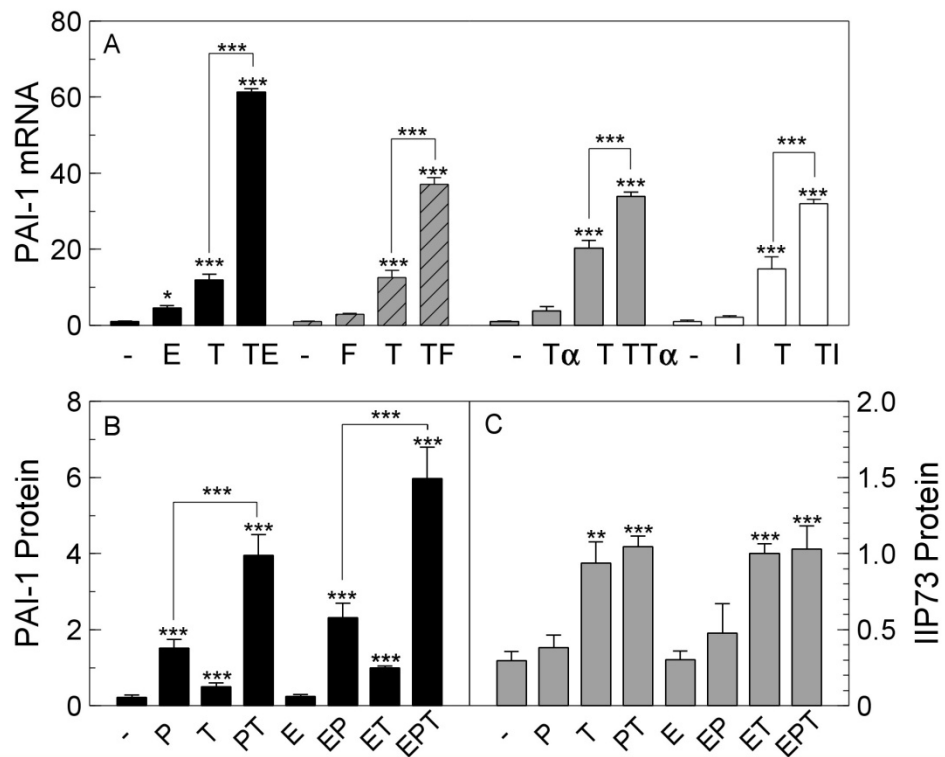 A
80
60
40
20
0
PAI-1 mRNA
*** *** *** ***
*** *** *** ***
* *** *** *** ***
- E T TE - F T TF - Tα T TTα - I T TI
B
8
6
4
2
0
PAI-1 Protein
*** ***
*** *** *** *** *** ***
- P T PT E EP ET EPT
C
2.0
1.5
1.0
0.5
0
IIP73 Protein
** *** *** ***
- P T PT E EP ET EPT